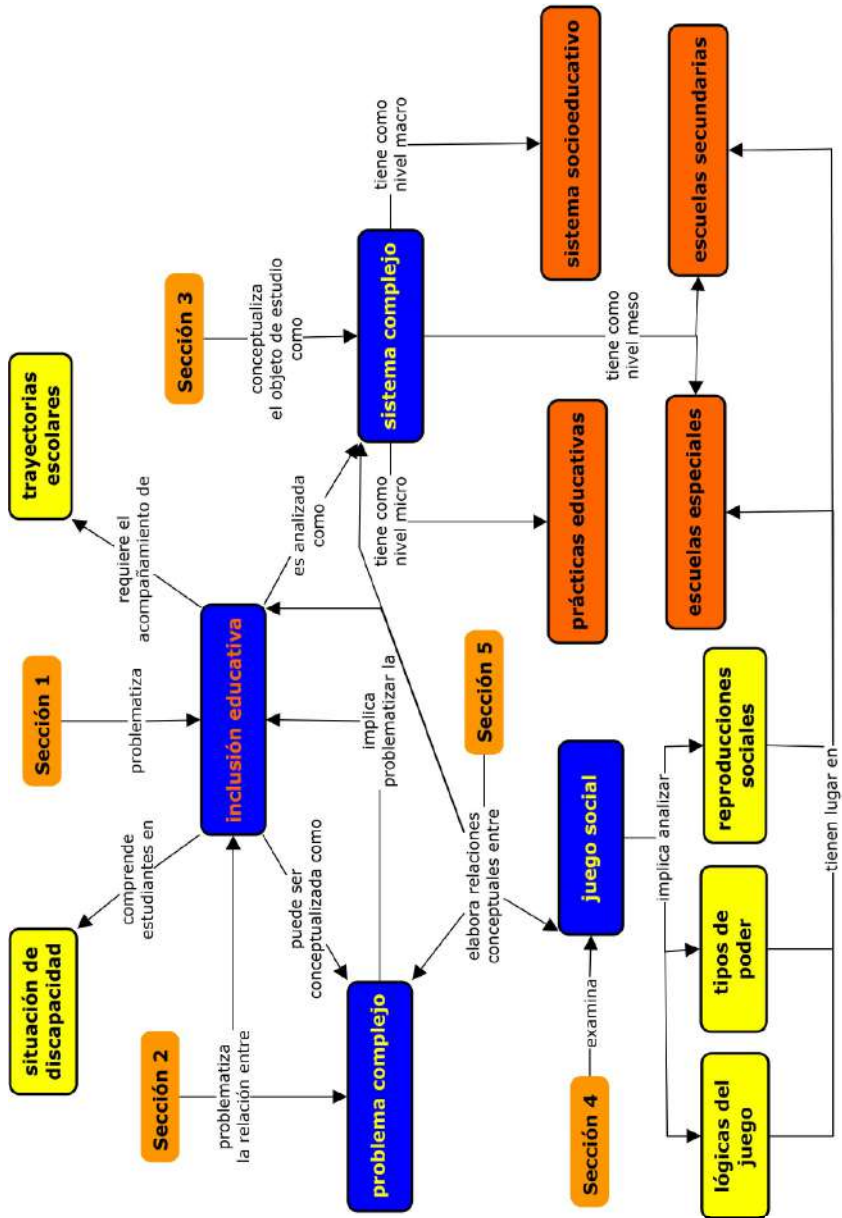 situación de
discapacidad
trayectorias
escolares
Sección 1
comprende
estudiantes en
problematiza
requiere el
acompañamiento de
Sección 2
inclusión educativa
Sección 3
problematiza
la relación entre
puede ser
conceptualizada como
implica
problematizar la
es analizada
como
conceptualiza
el objeto de estudio
como
problema complejo
sistema complejo
elabora relaciones
conceptuales entre
Sección 5
tiene como
nivel micro
tiene como
nivel macro
Sección 4
examina
juego social
prácticas educativas
tiene como
nivel meso
sistema socioeducativo
implica analizar
lógicas del
juego
tipos de
poder
reproducciones
sociales
escuelas especiales
escuelas secundarias
tienen lugar en